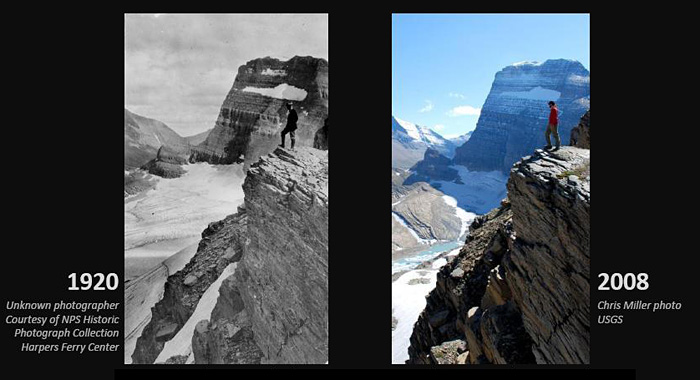 1920
Unknown photographer
Courtesy of NPS Historic
Photograph Collection
Harpers Ferry Center
2008
Chris Miller photo
USGS